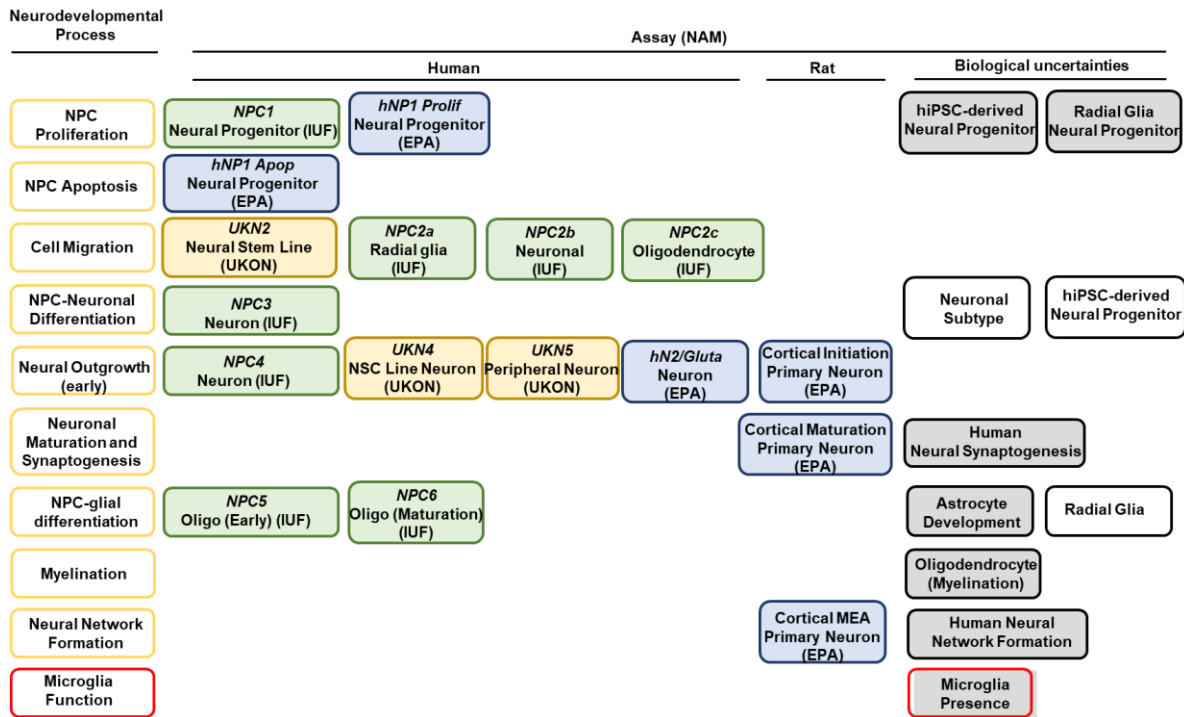 Neurodevelopmental
Process
Assay (NAM)
Human
Rat
Biological uncertainties
NPC
Proliferation
NPC1
Neural Progenitor (IUF)
hNP1 Prolif
Neural Progenitor
(EPA)
hiPSC-derived
Neural Progenitor
Radial Glia
Neural Progenitor
NPC Apoptosis
hNP1 Apop
Neural Progenitor
(EPA)
Cell Migration
UKN2
Neural Stem Line
(UKON)
NPC2a
Radial glia
(IUF)
NPC2b
Neuronal
(IUF)
NPC2c
Oligodendrocyte
(IUF)
NPC-Neuronal
Differentiation
NPC3
Neuron (IUF)
Neuronal
Subtype
hiPSC-derived
Neural Progenitor
Neural Outgrowth
(early)
NPC4
Neuron (IUF)
UKN4
NSC Line Neuron
(UKON)
UKN5
Peripheral Neuron
(UKON)
hN2/Gluta
Neuron
(EPA)
Cortical Initiation
Primary Neuron
(EPA)
Neuronal
Maturation and
Synaptogenesis
Cortical Maturation
Primary Neuron
(EPA)
Human
Neural Synaptogenesis
NPC-glial
differentiation
NPC5
Oligo (Early) (IUF)
NPC6
Oligo (Maturation)
(IUF)
Astrocyte
Development
Radial Glia
Myelination
Oligodendrocyte
(Myelination)
Neural Network
Formation
Cortical MEA
Primary Neuron
(EPA)
Human Neural
Network Formation
Microglia
Function
Microglia
Presence